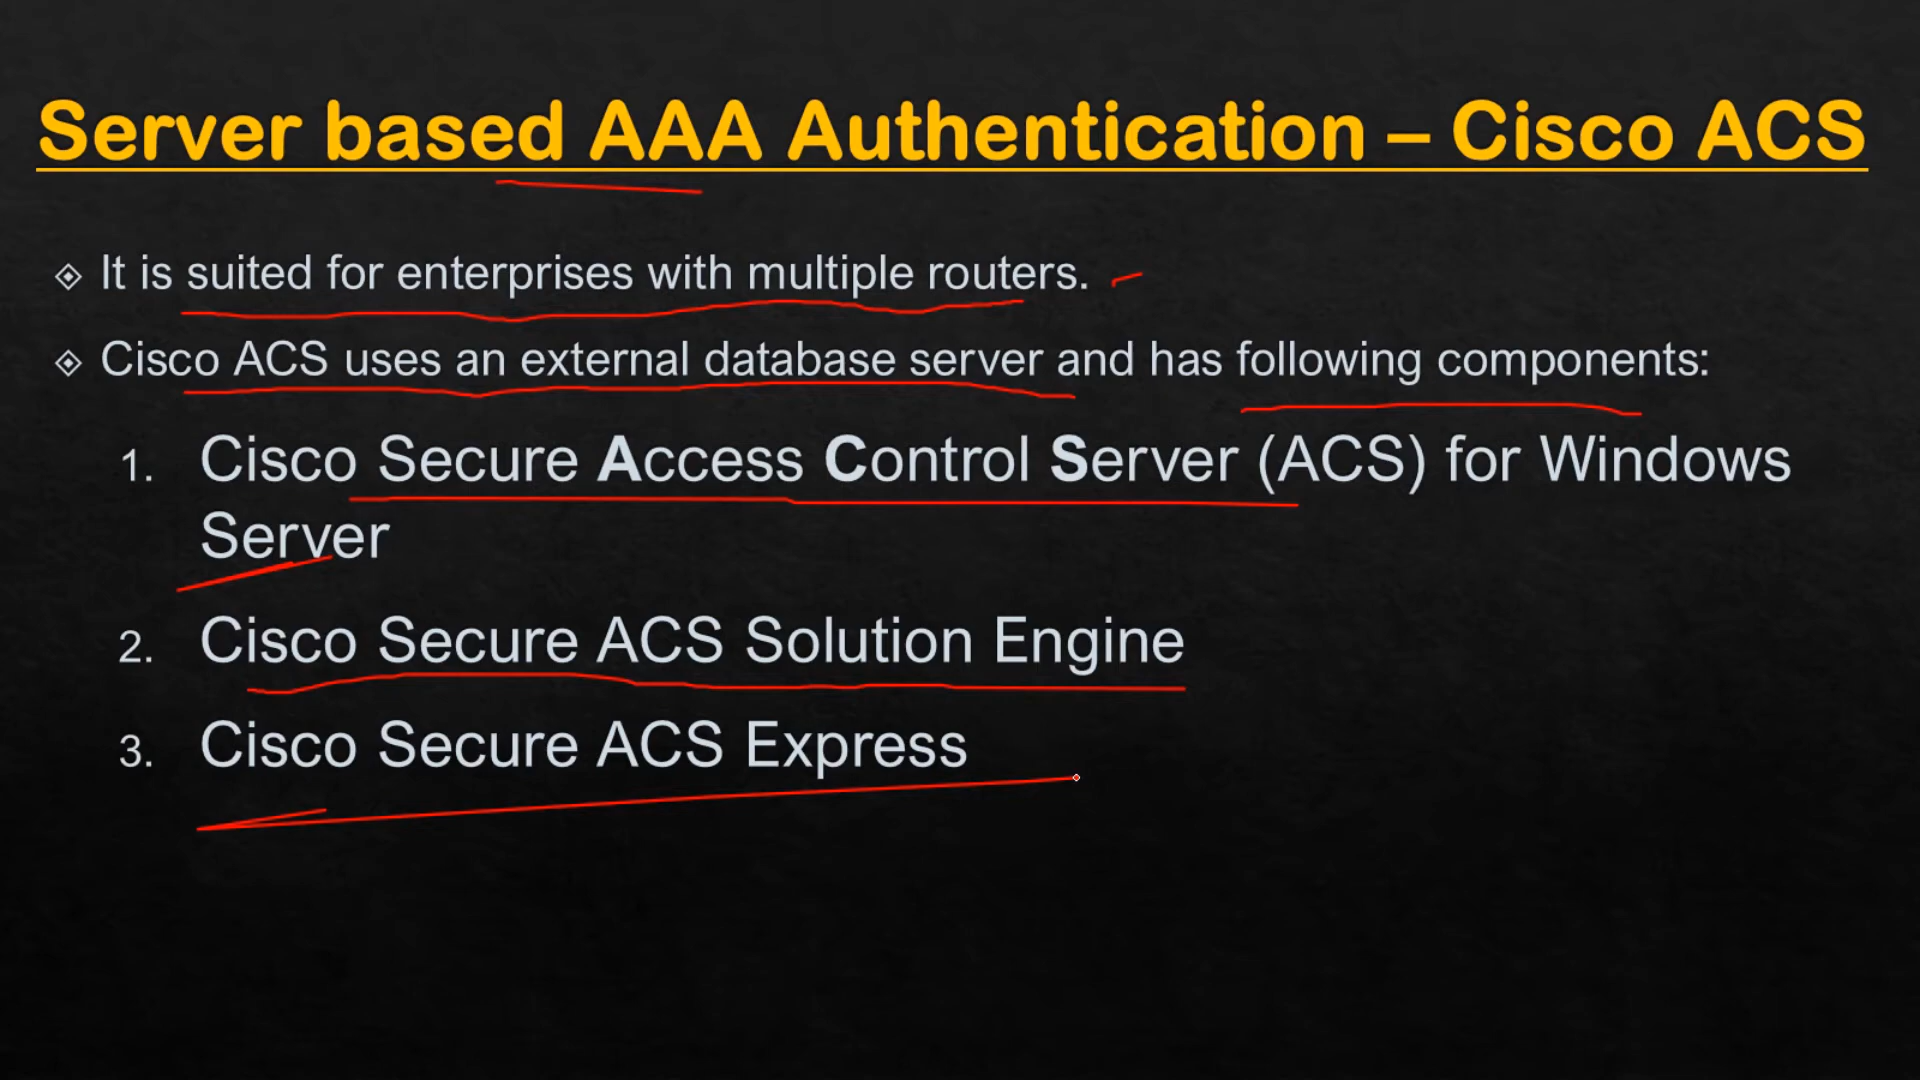 Server based AAA Authentication – Cisco ACS
It is suited for enterprises with multiple routers.
Cisco ACS uses an external database server and has following components:
1. Cisco Secure Access Control Server (ACS) for Windows
Server
2. Cisco Secure ACS Solution Engine
3. Cisco Secure ACS Express